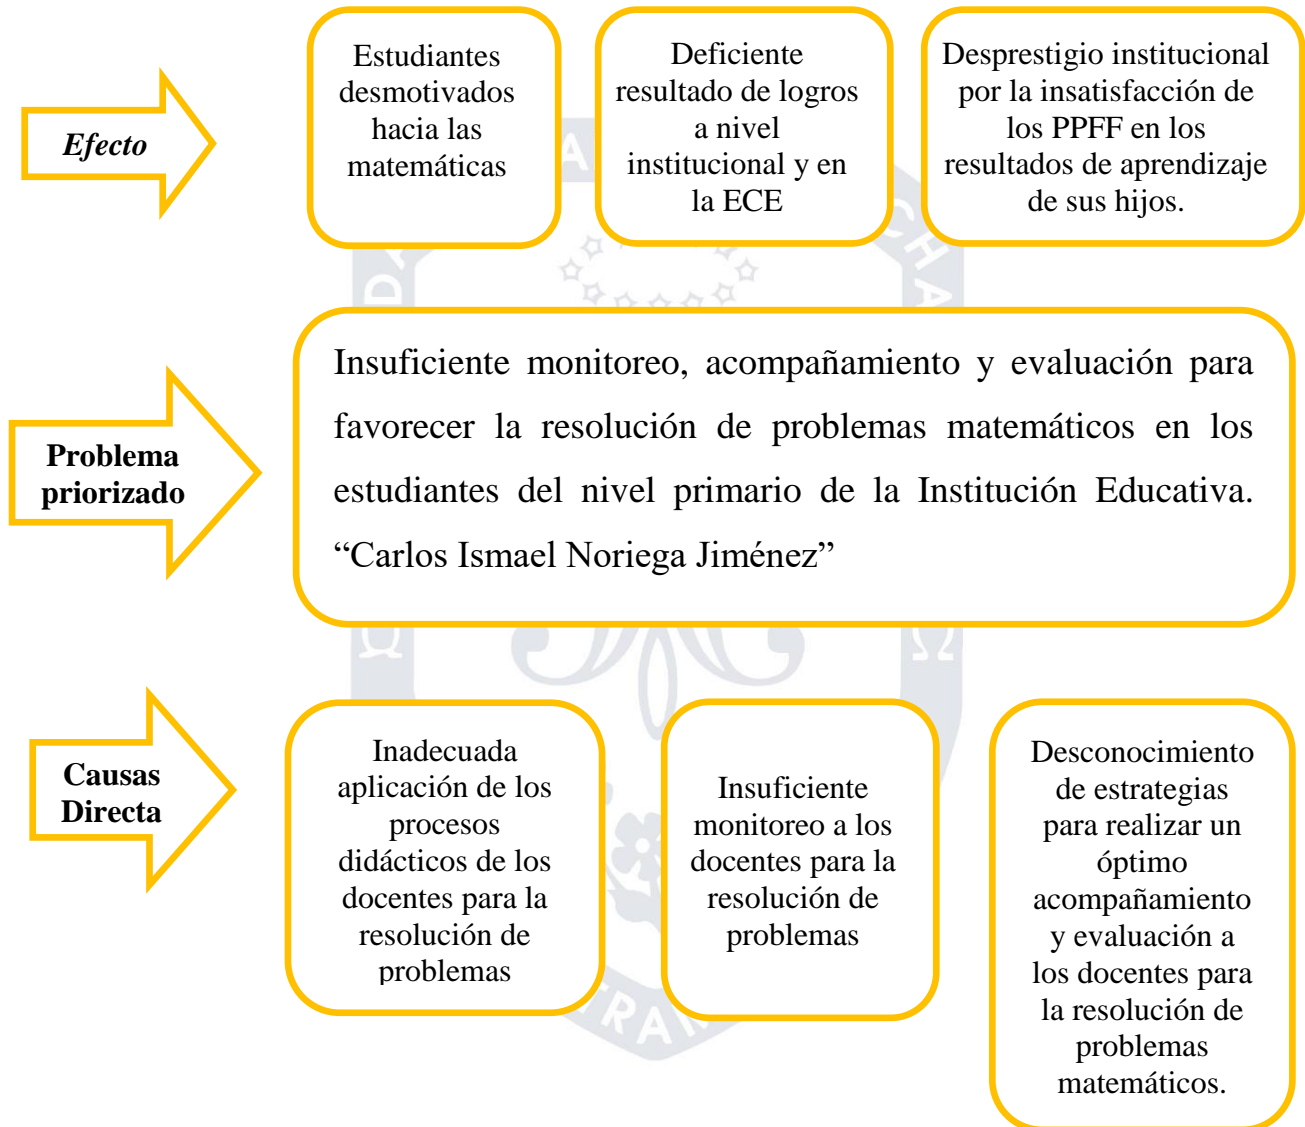 Efecto
Estudiantes
desmotivados
hacia las
matemáticas
Deficiente
resultado de logros
a nivel
institucional y en
la ECE
Desprestigio institucional
por la insatisfacción de
los PPFF en los
resultados de aprendizaje
de sus hijos.
Problema
priorizado
Insuficiente monitoreo, acompañamiento y evaluación para
favorecer la resolución de problemas matemáticos en los
estudiantes del nivel primario de la Institución Educativa.
“Carlos Ismael Noriega Jiménez”
Causas
Directa
Inadecuada
aplicación de los
procesos
didácticos de los
docentes para la
resolución de
problemas
Insuficiente
monitoreo a los
docentes para la
resolución de
problemas
Desconocimiento
de estrategias
para realizar un
óptimo
acompañamiento
y evaluación a
los docentes para
la resolución de
problemas
matemáticos.